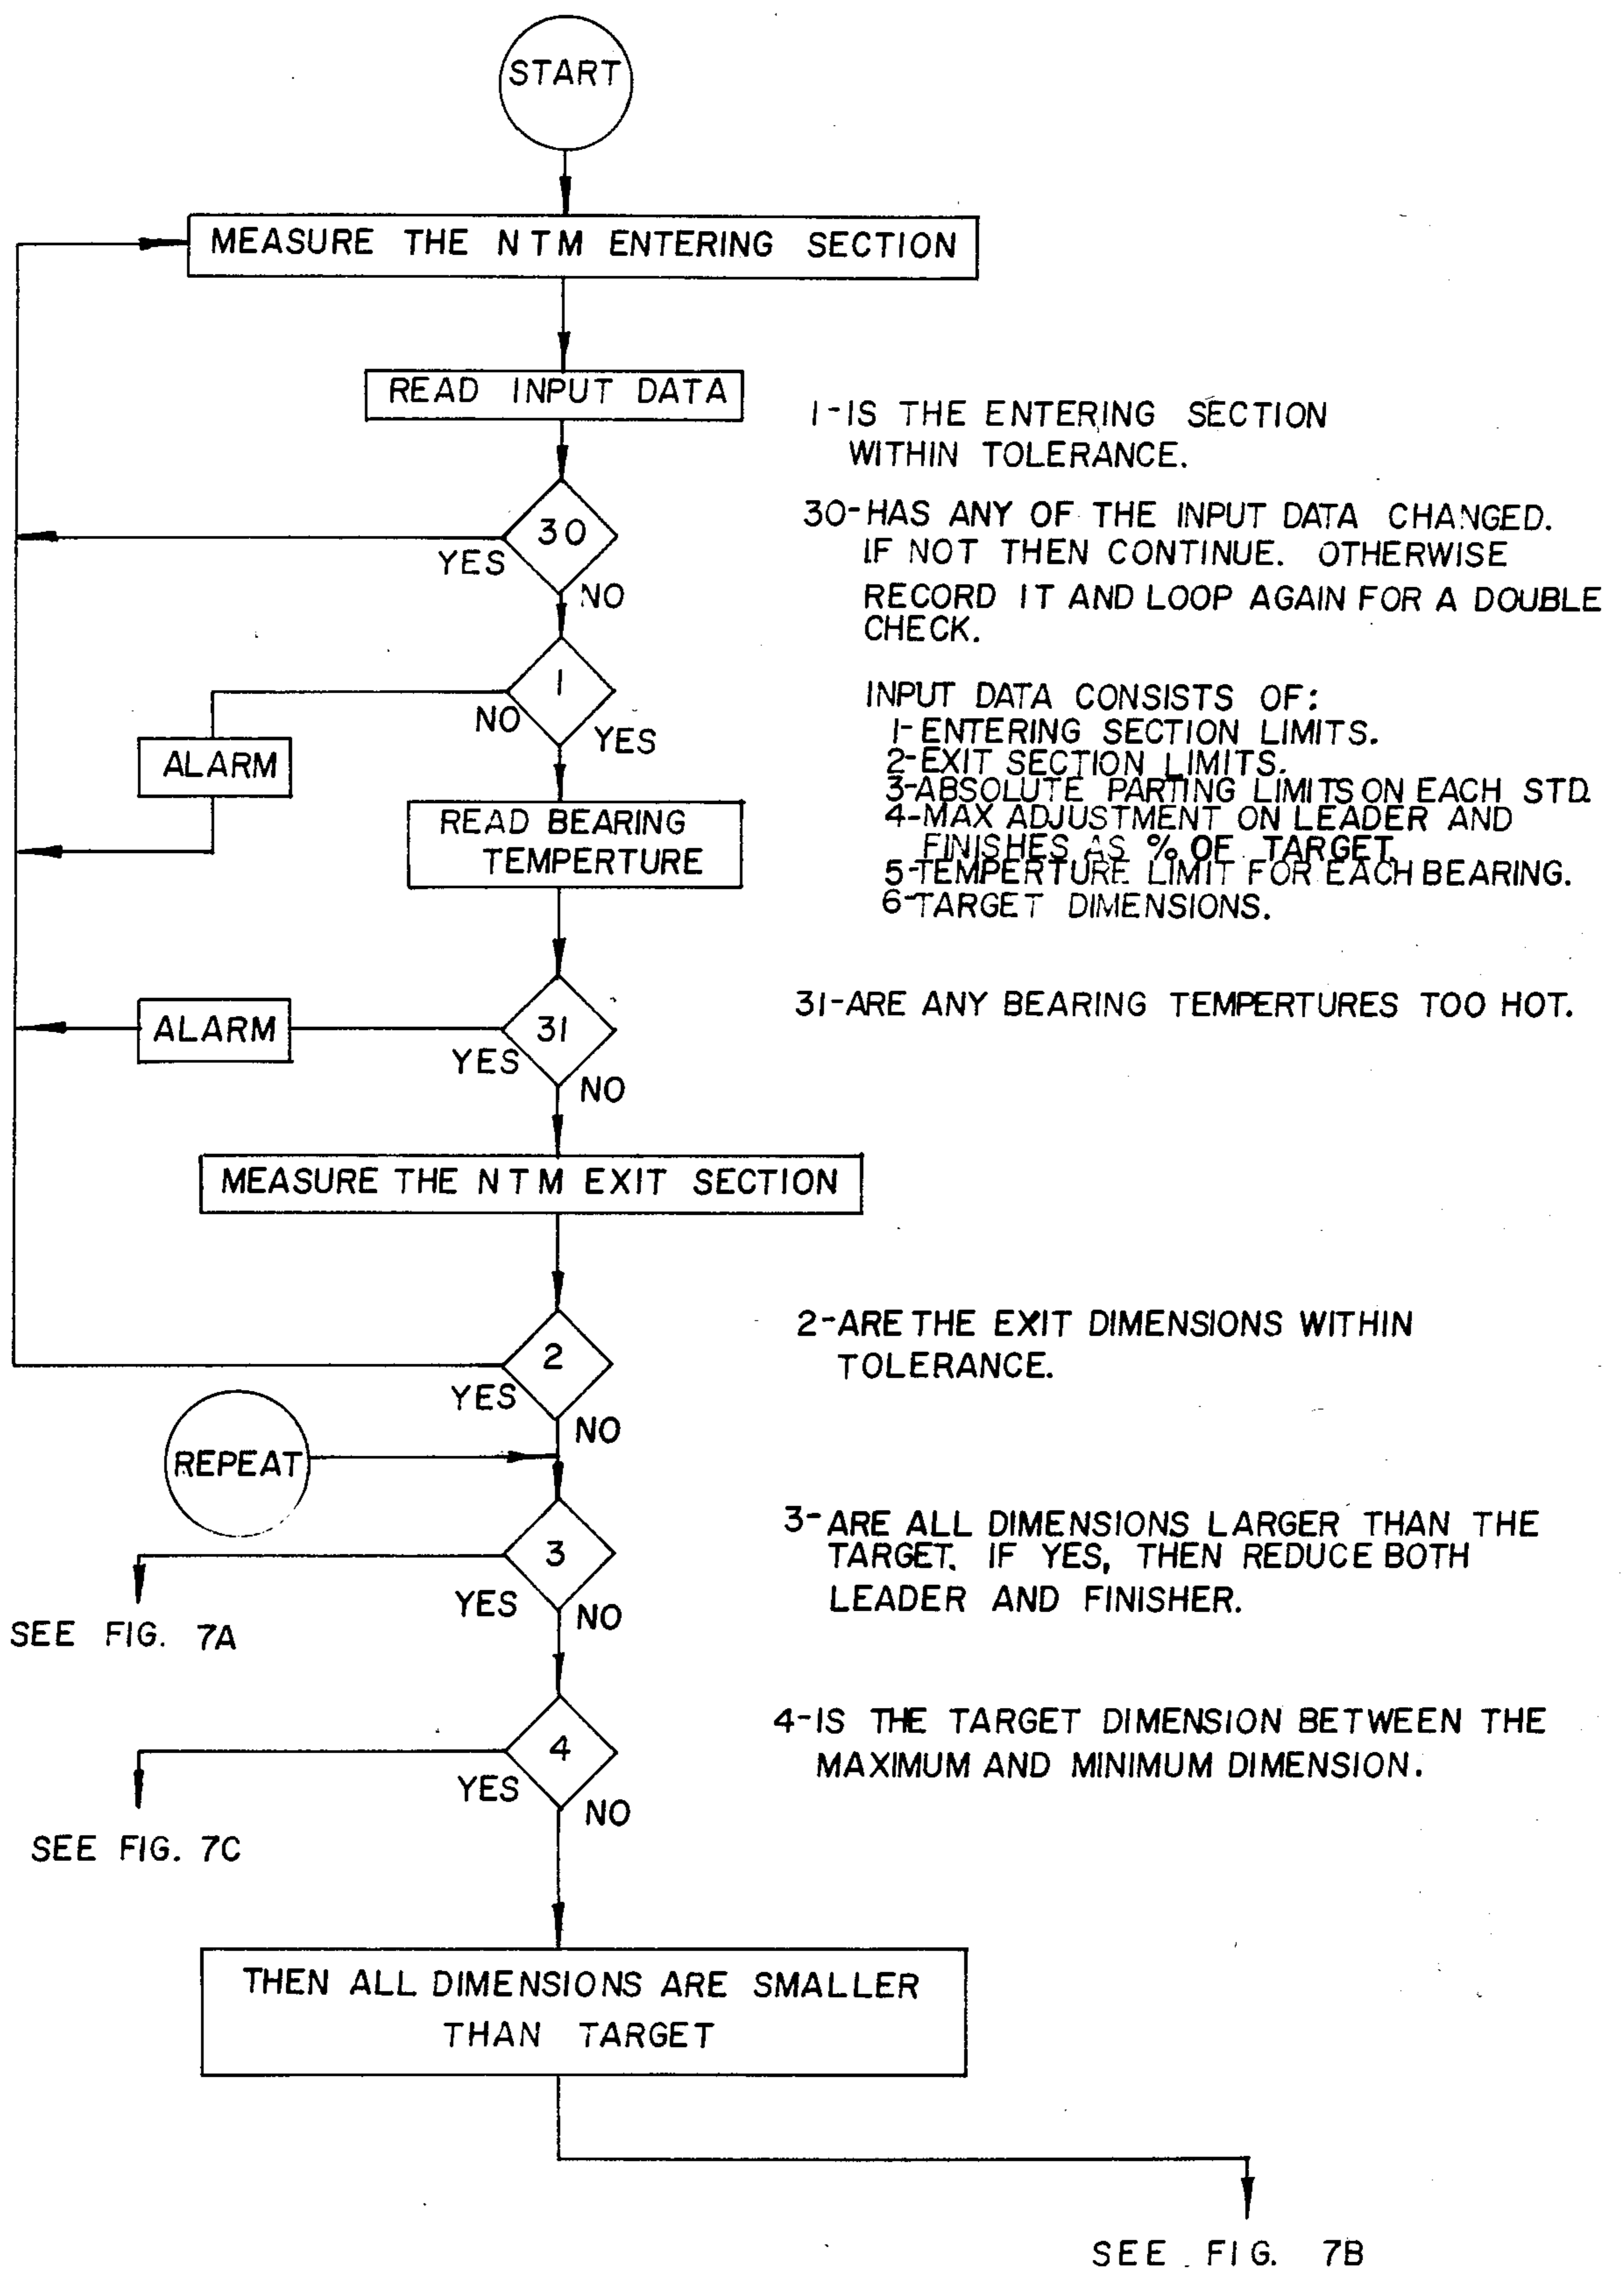 START
MEASURE THE NTM ENTERING SECTION
READ INPUT DATA
1-IS THE ENTERING SECTION
WITHIN TOLERANCE.
30-HAS ANY OF THE INPUT DATA CHANGED.
IF NOT THEN CONTINUE. OTHERWISE
RECORD IT AND LOOP AGAIN FOR A DOUBLE
CHECK.
30
YES
NO
1
NO
YES
ALARM
INPUT DATA CONSISTS OF:
1-ENTERING SECTION LIMITS.
2-EXIT SECTION LIMITS.
3-ABSOLUTE PARTING LIMITS ON EACH STD.
4-MAX ADJUSTMENT ON LEADER AND
FINISHES AS % OF TARGET.
5-TEMPERTURE LIMIT FOR EACH BEARING.
6-TARGET DIMENSIONS.
READ BEARING
TEMPERTURE
31-ARE ANY BEARING TEMPERTURES TOO HOT.
ALARM
31
YES
NO
MEASURE THE NTM EXIT SECTION
2-ARE THE EXIT DIMENSIONS WITHIN
TOLERANCE.
2
YES
NO
REPEAT
3-ARE ALL DIMENSIONS LARGER THAN THE
TARGET. IF YES, THEN REDUCE BOTH
LEADER AND FINISHER.
3
YES
NO
SEE FIG. 7A
4-IS THE TARGET DIMENSION BETWEEN THE
MAXIMUM AND MINIMUM DIMENSION.
4
YES
NO
SEE FIG. 7C
THEN ALL DIMENSIONS ARE SMALLER
THAN TARGET
SEE FIG. 7B